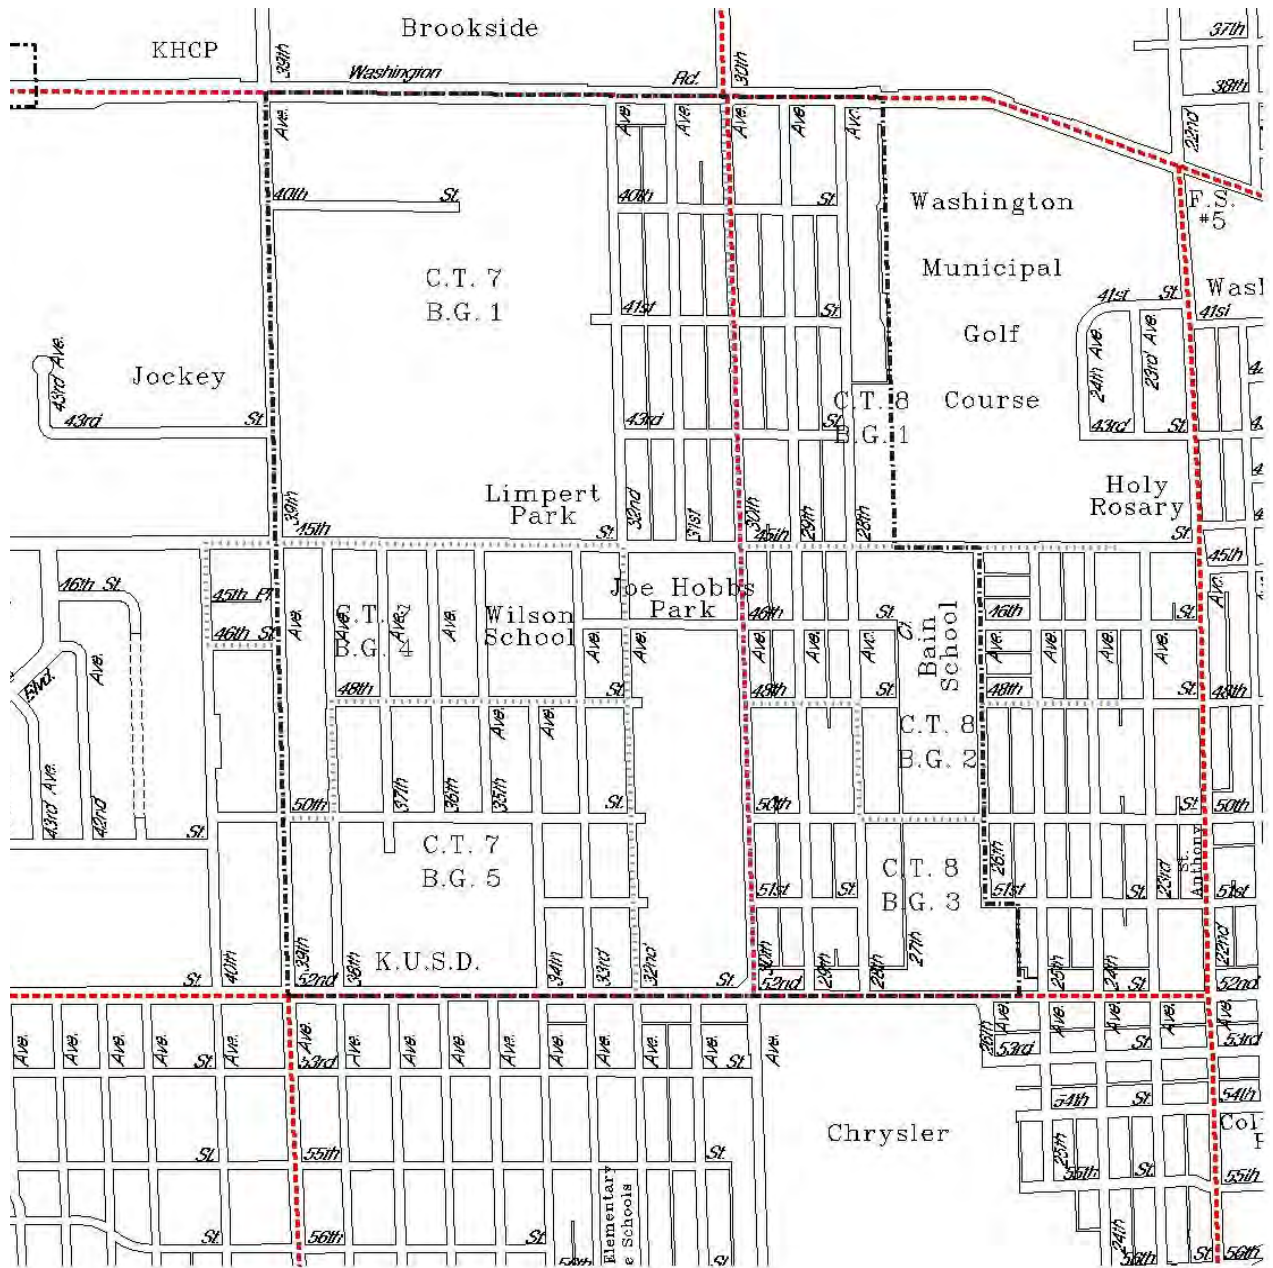 Brookside
KHCP
37th
39th
Washington
Rd.
30th
38th
22nd
Ave.
Ave.
Ave.
Ave.
Ave.
Ave.
40th
St.
40th
St.
Washington
F.S.
#5
Municipal
C.T. 7
B.G. 1
41st
St.
41st
St.
41st
Golf
43rd Ave.
24th Ave.
23rd Ave.
Jockey
C.T. 8
B.G. 1
Course
43rd
St.
43rd
St.
43rd
St.
Limpert
Park
Holy
Rosary
39th
32nd
31st
30th
29th
28th
45th
St.
45th
St.
45th
46th St.
45th Pl.
46th St.
Joe Hobbs
Park
Wilson
School
Bain
School
46th
St.
Ct.
46th
St.
Ave.
Ave.
Ave.
Ave.
Ave.
Ave.
Ave.
Ave.
Ave.
Ave.
Ave.
Ave.
Ave.
Ave.
B.G. 4
Blvd.
Ave.
48th
St.
48th
St.
48th
St.
48th
Ave.
Ave.
C.T. 8
B.G. 2
43rd Ave.
42nd
St.
50th
37th
36th
35th
St.
50th
St.
St.
50th
C.T. 7
B.G. 5
C.T. 8
B.G. 3
26th
23rd
St.
Anthony
51st
St.
51st
St.
51st
K.U.S.D.
St.
40th
39th
52nd
38th
34th
33rd
32nd
St.
30th
52nd
29th
28th
27th
25th
24th
St.
22nd
52nd
Ave.
Ave.
Ave.
Ave.
St.
Ave.
Ave.
53rd
Ave.
Ave.
Ave.
Ave.
Ave.
Ave.
Ave.
Ave.
St.
Ave.
26th
Ave.
53rd
Ave.
Ave.
St.
Ave.
Ave.
53rd
54th
St.
54th
Chrysler
St.
55th
St.
25th
55th
St.
55th
Elementary
e Schools
St.
56th
St.
56th
St.
24th
56th
St.
56th